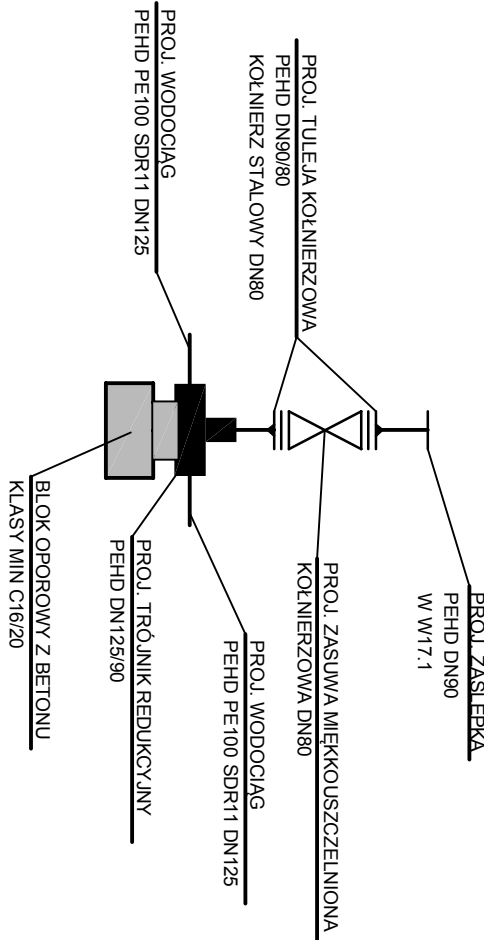 PROJ. WODOCIĄG
PEHD PE100 SDR11 DN125
PROJ. TULEJA KOŁNIERZOWA
PEHD DN90/80
KOŁNIERZ STALOWY DN80
PROJ. ZAŚLEPKA
PEHD DN90
W W17.1
PROJ. ZASUWA MIĘKKOUSZCZELNIONA
KOŁNIERZOWA DN80
PROJ. WODOCIĄG
PEHD PE100 SDR11 DN125
PROJ. TRÓJNIK REDUKCYJNY
PEHD DN125/90
BLOK OPOROWY Z BETONU
KLASY MIN C16/20